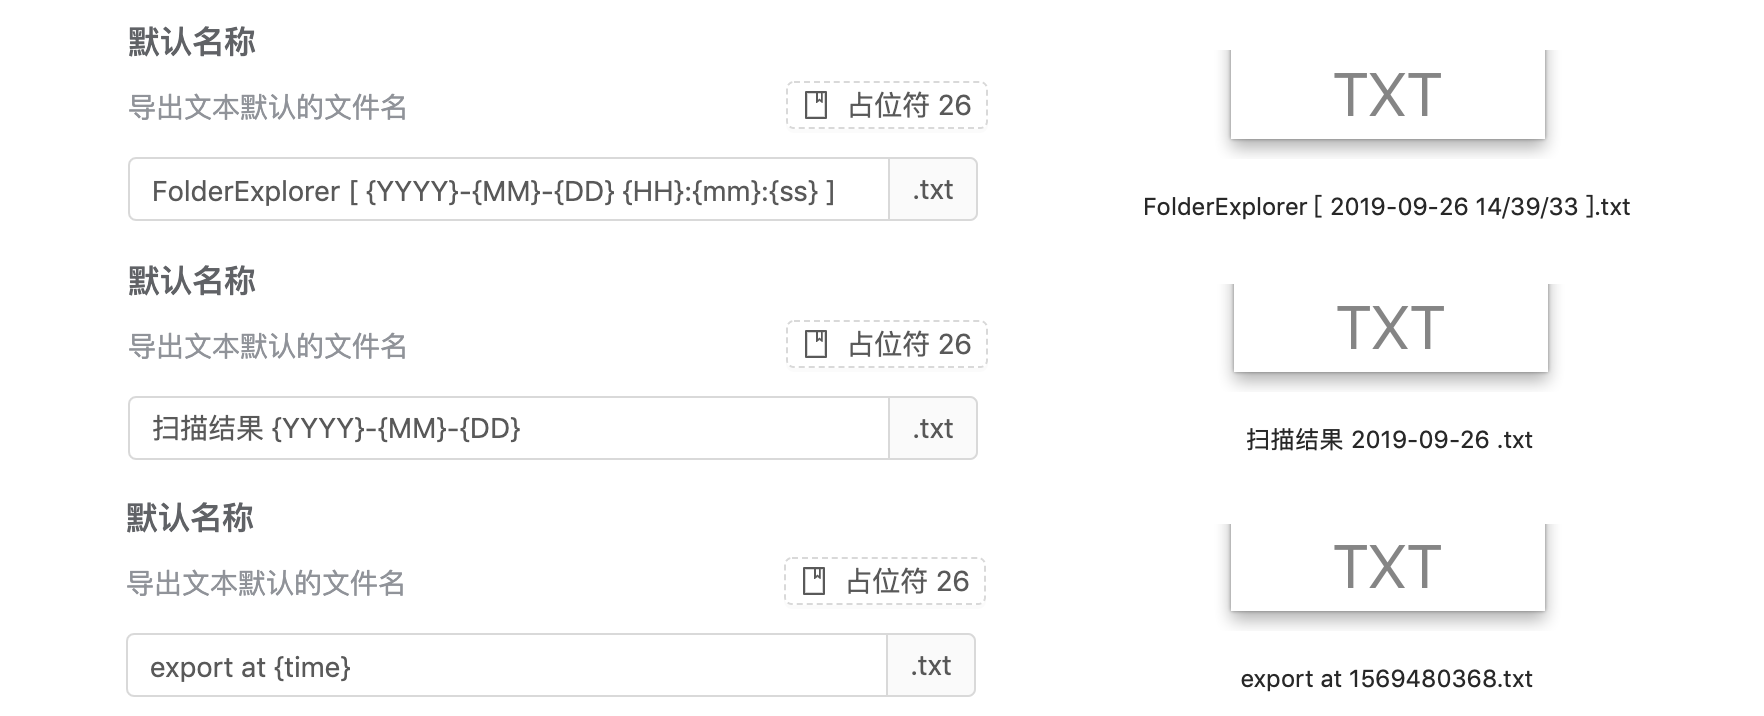 默认名称
导出文本默认的文件名
占位符 26
FolderExplorer [ {YYYY}-{MM}-{DD} {HH}:{mm}:{ss} ]
.txt
TXT
FolderExplorer [ 2019-09-26 14/39/33 ].txt
默认名称
导出文本默认的文件名
占位符 26
扫描结果 {YYYY}-{MM}-{DD}
.txt
TXT
扫描结果 2019-09-26 .txt
默认名称
导出文本默认的文件名
占位符 26
export at {time}
.txt
TXT
export at 1569480368.txt